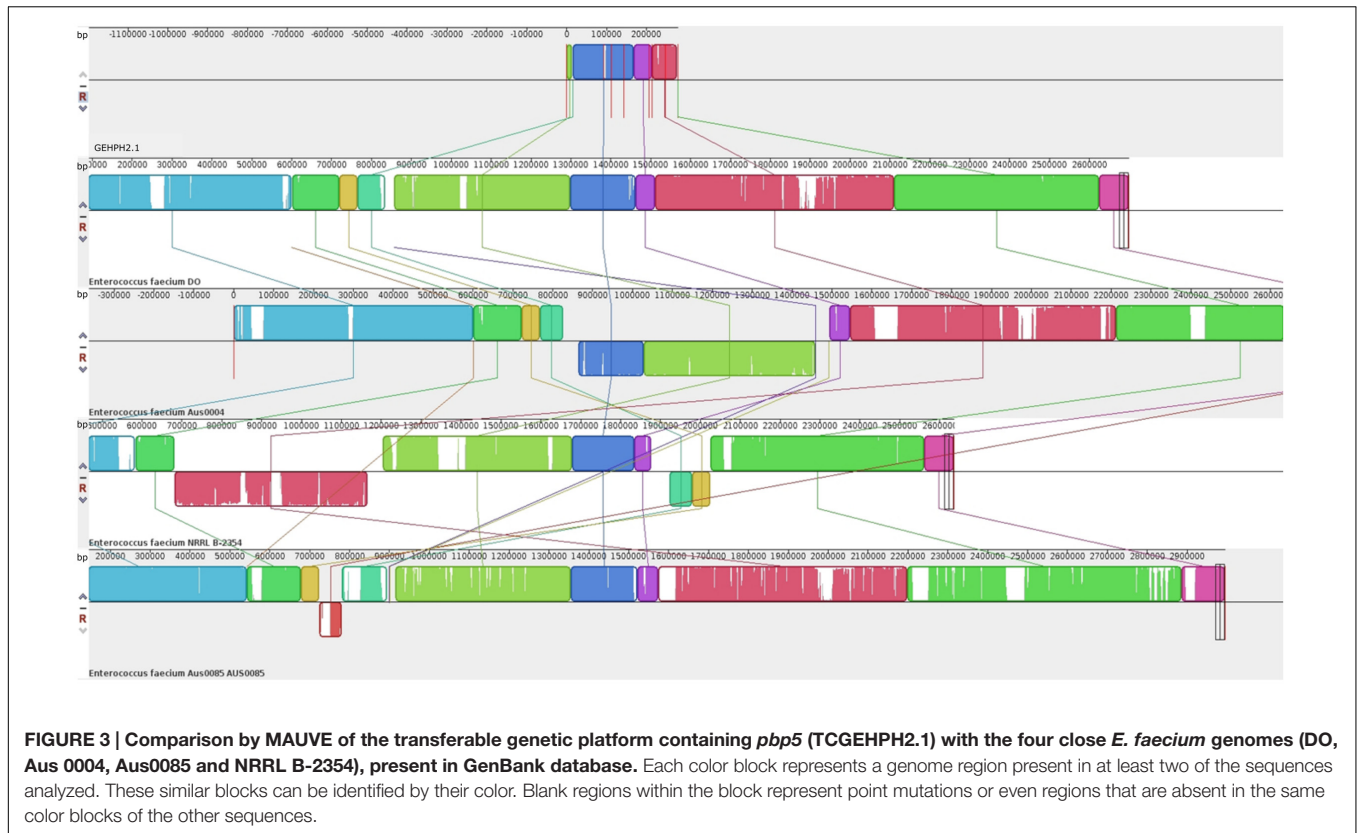 bp
-1100000 -1000000 -900000 -800000 -700000 -600000 -500000 -400000 -300000 -200000 -100000 0 100000 200000
R
GEHPH2.1
bp
200000 300000 400000 500000 600000 700000 800000 900000 1000000 1100000 1200000 1300000 1400000 1500000 1600000 1700000 1800000 1900000 2000000 2100000 2200000 2300000 2400000 2500000 2600000
R
Enterococcus faecium DO
bp
-300000 -200000 -100000 0 100000 200000 300000 400000 500000 600000 700000 800000 900000 1000000 1100000 1200000 1300000 1400000 1500000 1600000 1700000 1800000 1900000 2000000 2100000 2200000 2300000 2400000 2500000
R
Enterococcus faecium Aus0004
bp
600000 700000 800000 900000 1000000 1100000 1200000 1300000 1400000 1500000 1600000 1700000 1800000 1900000 2000000 2100000 2200000 2300000 2400000 2500000
R
Enterococcus faecium NRRL B-2354
bp
200000 300000 400000 500000 600000 700000 800000 900000 1000000 1100000 1200000 1300000 1400000 1500000 1600000 1700000 1800000 1900000 2000000 2100000 2200000 2300000 2400000 2500000 2600000 2700000 2800000 2900000
R
Enterococcus faecium Aus0085 AUS0085
FIGURE 3 | Comparison by MAUVE of the transferable genetic platform containing pbp5 (TCGEHPH2.1) with the four close E. faecium genomes (DO,
Aus 0004, Aus0085 and NRRL B-2354), present in GenBank database. Each color block represents a genome region present in at least two of the sequences
analyzed. These similar blocks can be identified by their color. Blank regions within the block represent point mutations or even regions that are absent in the same
color blocks of the other sequences.